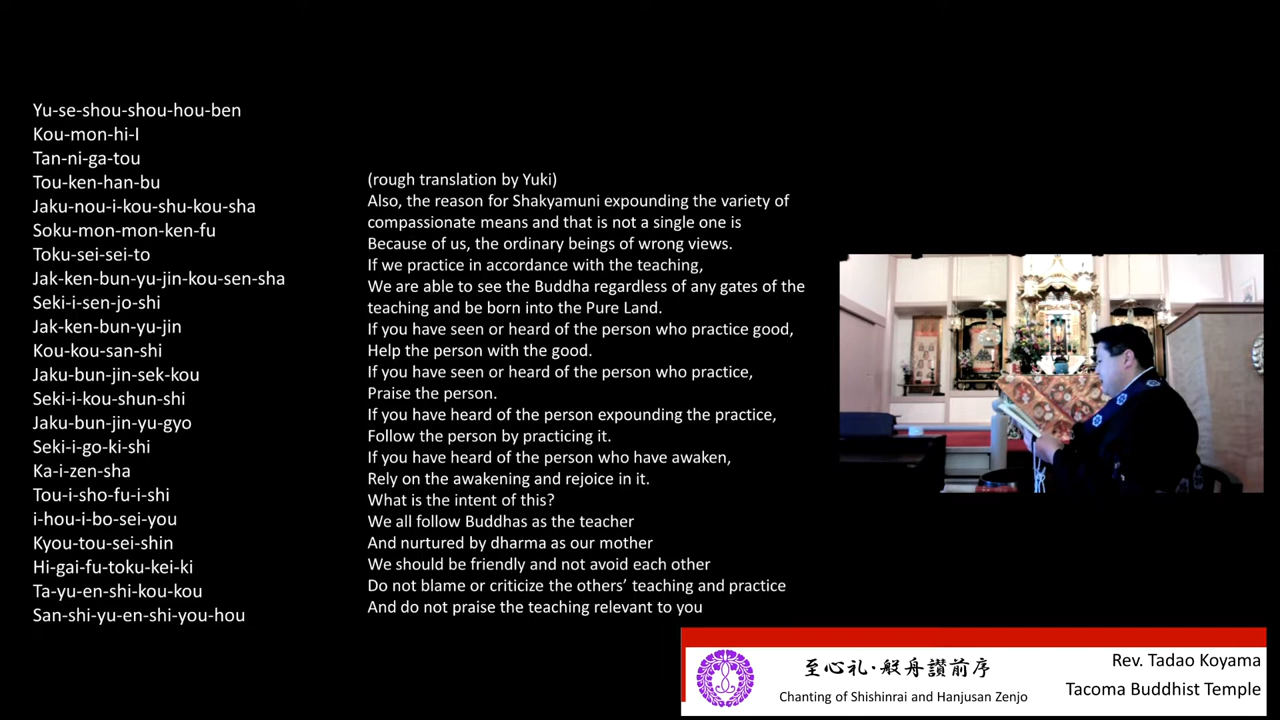 Yu-se-shou-shou-hou-ben
Kou-mon-hi-I
Tan-ni-ga-tou
Tou-ken-han-bu
Jaku-nou-i-kou-shu-kou-sha
Soku-mon-mon-ken-fu
Toku-sei-sei-to
Jak-ken-bun-yu-jin-kou-sen-sha
Seki-i-sen-jo-shi
Jak-ken-bun-yu-jin
Kou-kou-san-shi
Jaku-bun-jin-sek-kou
Seki-i-kou-shun-shi
Jaku-bun-jin-yu-gyo
Seki-i-go-ki-shi
Ka-i-zen-sha
Tou-i-sho-fu-i-shi
i-hou-i-bo-sei-you
Kyou-tou-sei-shin
Hi-gai-fu-toku-kei-ki
Ta-yu-en-shi-kou-kou
San-shi-yu-en-shi-you-hou
(rough translation by Yuki)
Also, the reason for Shakyamuni expounding the variety of
compassionate means and that is not a single one is
Because of us, the ordinary beings of wrong views.
If we practice in accordance with the teaching,
We are able to see the Buddha regardless of any gates of the
teaching and be born into the Pure Land.
If you have seen or heard of the person who practice good,
Help the person with the good.
If you have seen or heard of the person who practice,
Praise the person.
If you have heard of the person expounding the practice,
Follow the person by practicing it.
If you have heard of the person who have awaken,
Rely on the awakening and rejoice in it.
What is the intent of this?
We all follow Buddhas as the teacher
And nurtured by dharma as our mother
We should be friendly and not avoid each other
Do not blame or criticize the others’ teaching and practice
And do not praise the teaching relevant to you
至心礼·般舟讃前序
Chanting of Shishinrai and Hanjusan Zenjo
Rev. Tadao Koyama
Tacoma Buddhist Temple